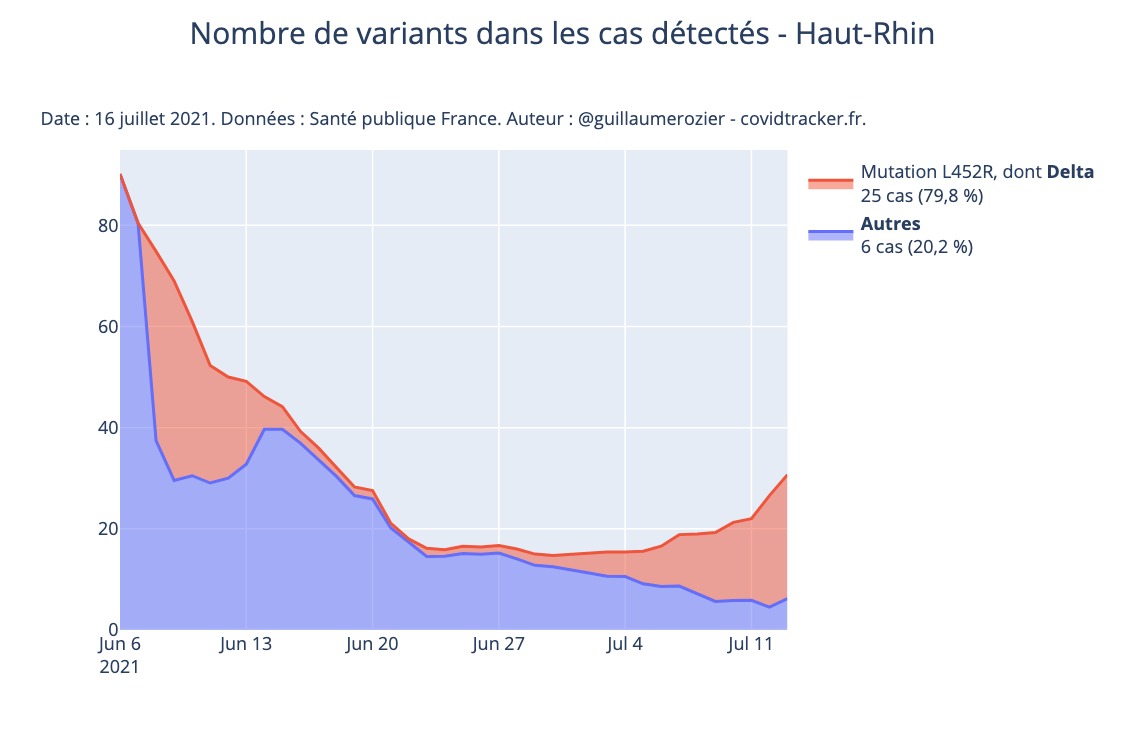 Nombre de variants dans les cas détectés - Haut-Rhin
Date : 16 juillet 2021. Données : Santé publique France. Auteur : @guillaumerozier - covidtracker.fr.
Mutation L452R, dont Delta
25 cas (79,8 %)
Autres
6 cas (20,2 %)
80
60
40
20
0
Jun 6
2021
Jun 13
Jun 20
Jun 27
Jul 4
Jul 11